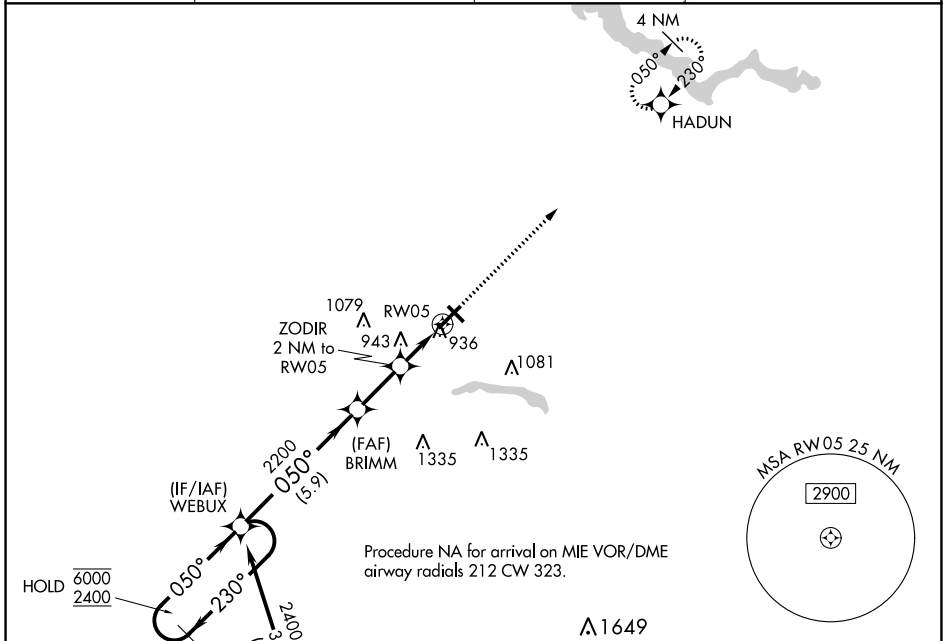 4 NM
050°
230°
HADUN
1079
RW05
ZODIR
2 NM to
RW05
943
936
1081
2200
050°
(5.9)
(FAF)
BRIMM
1335
1335
MSA RW05 25 NM
2900
(IF/IAF)
WEBUX
Procedure NA for arrival on MIE VOR/DME
airway radials 212 CW 323.
HOLD
6000
2400
050°
230°
2400
3
1649